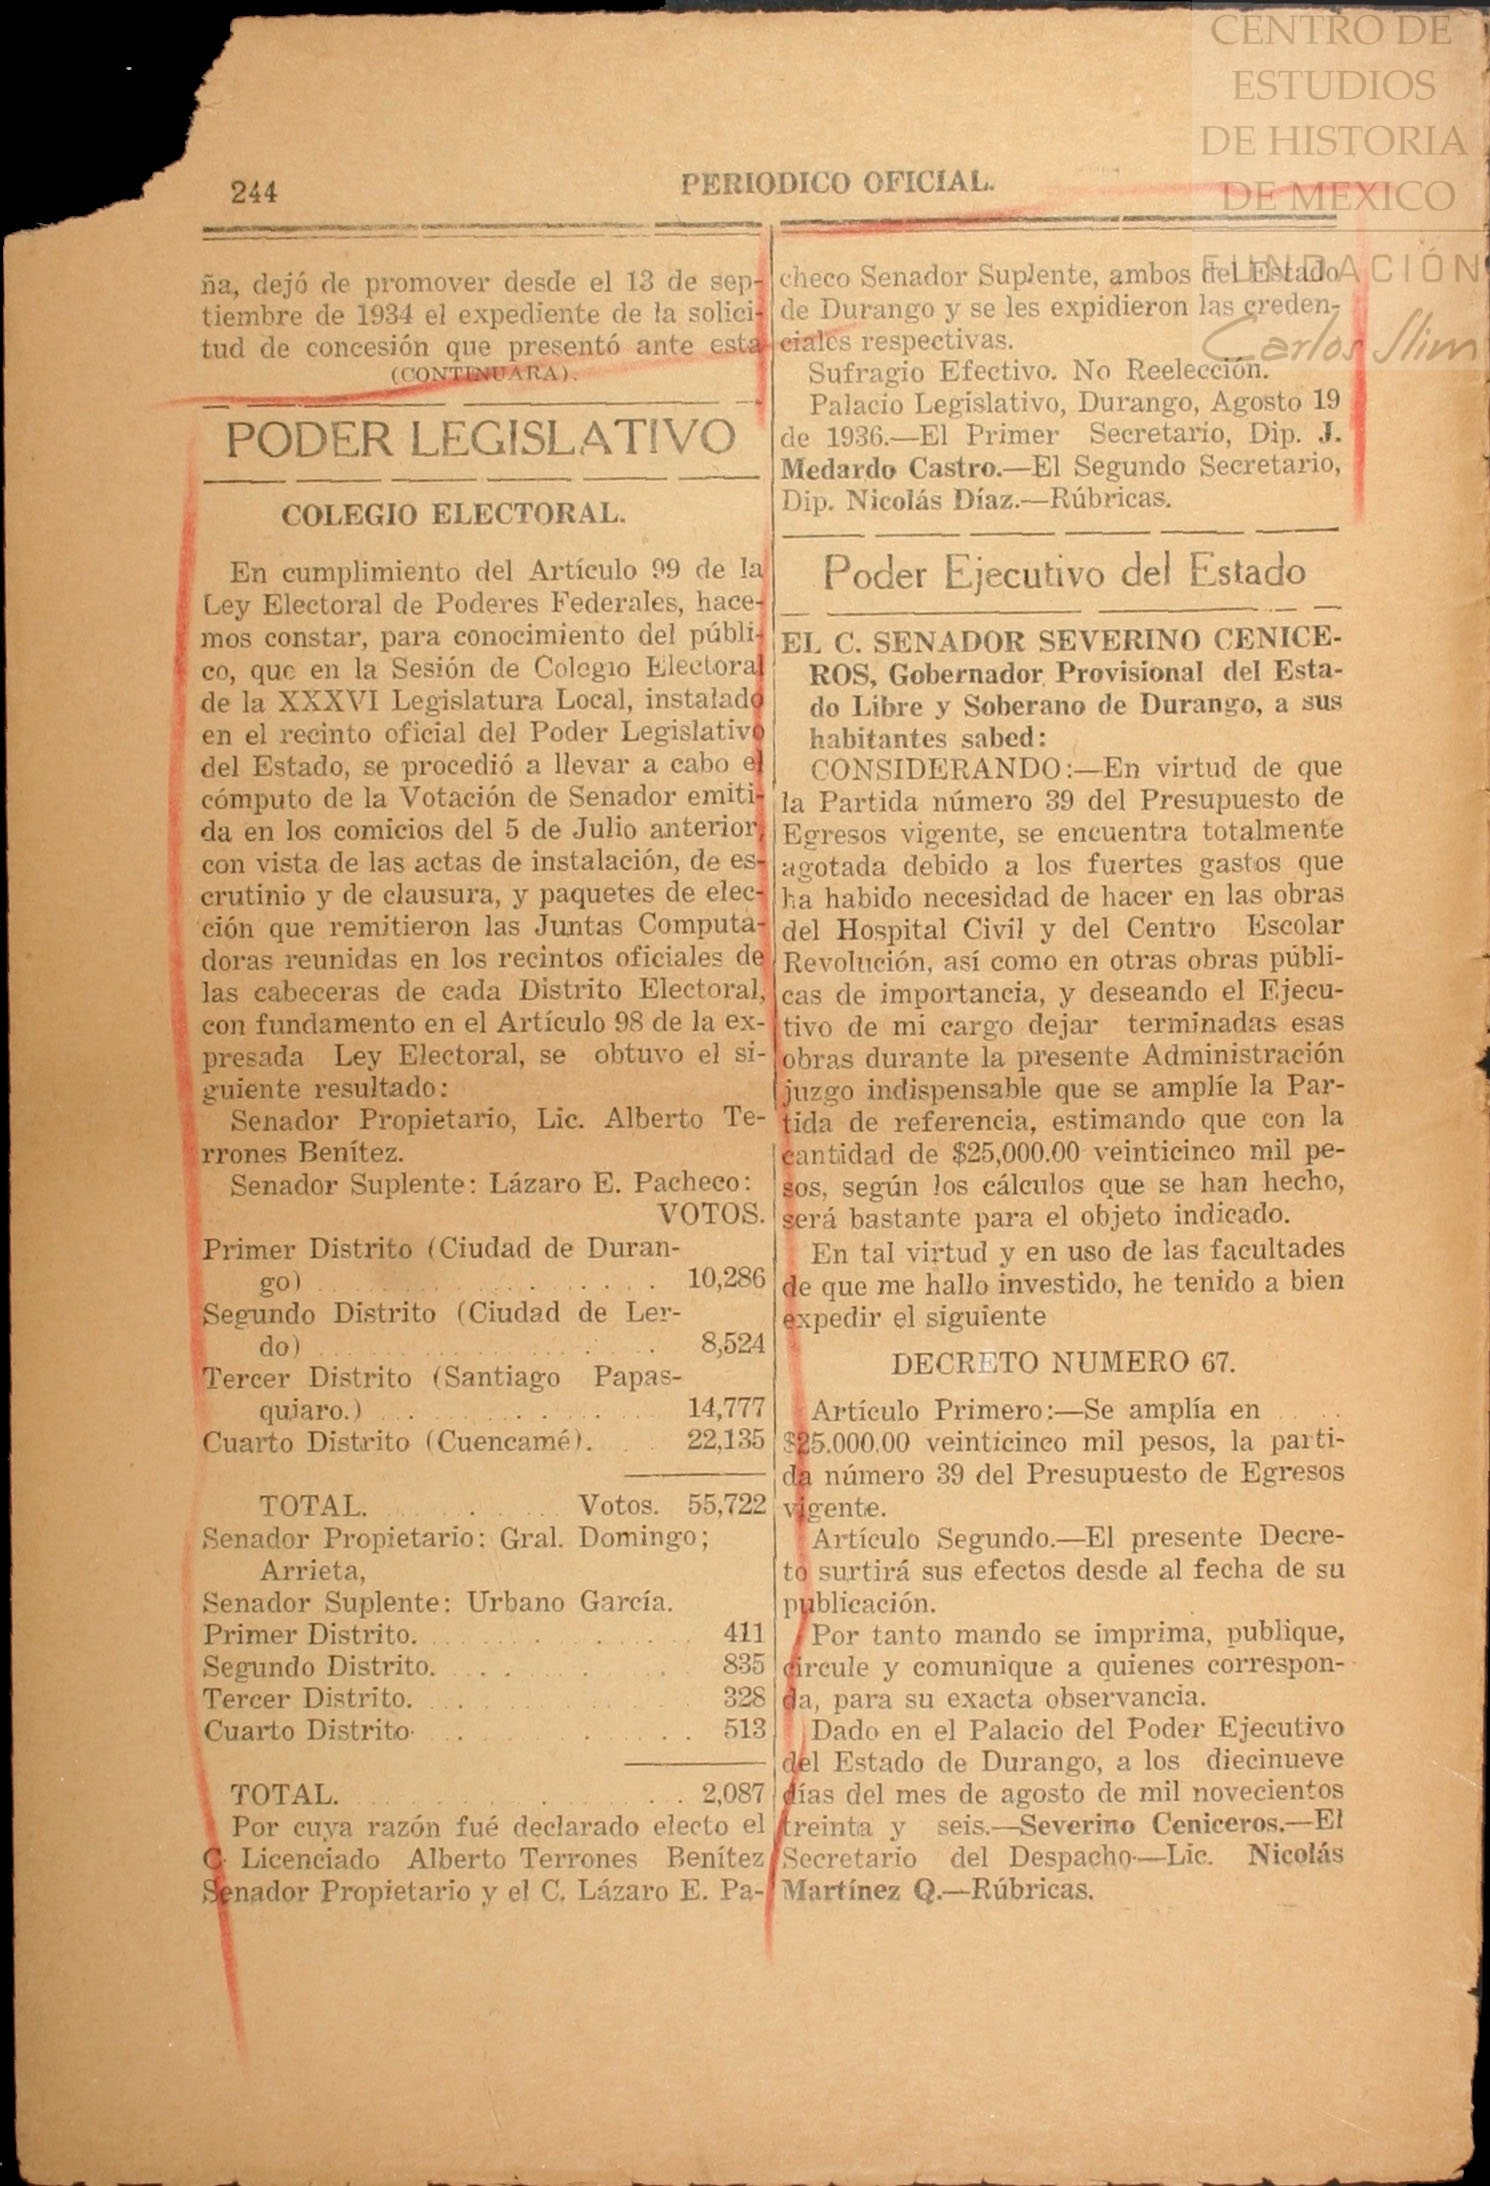 CENTRO DE
ESTUDIOS
DE HISTORIA
DE MEXICO
FUNDACIÓN
Carlos Slim
244
PERIODICO OFICIAL.
ña, dejó de promover desde el 13 de sep-
tiembre de 1934 el expediente de la solici-
tud de concesión que presentó ante esta
(CONTINUARA).
PODER LEGISLATIVO
COLEGIO ELECTORAL.
En cumplimiento del Artículo 99 de la
Ley Electoral de Poderes Federales, hace-
mos constar, para conocimiento del públi-
co, que en la Sesión de Colegio Electoral
de la XXXVI Legislatura Local, instalado
en el recinto oficial del Poder Legislativo
del Estado, se procedió a llevar a cabo el
cómputo de la Votación de Senador emiti-
da en los comicios del 5 de Julio anterior,
con vista de las actas de instalación, de es-
crutinio y de clausura, y paquetes de elec-
ción que remitieron las Juntas Computa-
doras reunidas en los recintos oficiales de
las cabeceras de cada Distrito Electoral,
con fundamento en el Artículo 98 de la ex-
presada Ley Electoral, se obtuvo el si-
guiente resultado:
Senador Propietario, Lic. Alberto Te-
rrones Benítez.
Senador Suplente: Lázaro E. Pacheco:
VOTOS.
Primer Distrito (Ciudad de Duran-
go) . . . . . . . . . . 10,286
Segundo Distrito (Ciudad de Ler-
do) . . . . . . . . . . 8,524
Tercer Distrito (Santiago Papas-
quiaro.) . . . . . . . . 14,777
Cuarto Distrito (Cuencamé). . . 22,135
TOTAL. . . . . . Votos. 55,722
Senador Propietario: Gral. Domingo;
Arrieta,
Senador Suplente: Urbano García.
Primer Distrito. . . . . . . . 411
Segundo Distrito. . . . . . . . 835
Tercer Distrito. . . . . . . . 328
Cuarto Distrito. . . . . . . . 513
TOTAL. . . . . . . . 2,087
Por cuya razón fué declarado electo el
C. Licenciado Alberto Terrones Benítez
Senador Propietario y el C. Lázaro E. Pa-
checo Senador Suplente, ambos del Estado
de Durango y se les expidieron las creden-
ciales respectivas.
Sufragio Efectivo. No Reelección.
Palacio Legislativo, Durango, Agosto 19
de 1936.—El Primer Secretario, Dip. J.
Medardo Castro.—El Segundo Secretario,
Dip. Nicolás Díaz.—Rúbricas.
Poder Ejecutivo del Estado
EL C. SENADOR SEVERINO CENICE-
ROS, Gobernador Provisional del Esta-
do Libre y Soberano de Durango, a sus
habitantes sabed:
CONSIDERANDO:—En virtud de que
la Partida número 39 del Presupuesto de
Egresos vigente, se encuentra totalmente
agotada debido a los fuertes gastos que
ha habido necesidad de hacer en las obras
del Hospital Civil y del Centro Escolar
Revolución, así como en otras obras públi-
cas de importancia, y deseando el Ejecu-
tivo de mi cargo dejar terminadas esas
obras durante la presente Administración
juzgo indispensable que se amplíe la Par-
tida de referencia, estimando que con la
cantidad de $25,000.00 veinticinco mil pe-
sos, según los cálculos que se han hecho,
será bastante para el objeto indicado.
En tal virtud y en uso de las facultades
de que me hallo investido, he tenido a bien
expedir el siguiente
DECRETO NUMERO 67.
Artículo Primero:—Se amplía en . . . .
$25.000.00 veinticinco mil pesos, la parti-
da número 39 del Presupuesto de Egresos
vigente.
Artículo Segundo.—El presente Decre-
to surtirá sus efectos desde al fecha de su
publicación.
Por tanto mando se imprima, publique,
circule y comunique a quienes correspon-
da, para su exacta observancia.
Dado en el Palacio del Poder Ejecutivo
del Estado de Durango, a los diecinueve
días del mes de agosto de mil novecientos
treinta y seis.—Severino Ceniceros.—El
Secretario del Despacho.—Lic. Nicolás
Martínez Q.—Rúbricas.